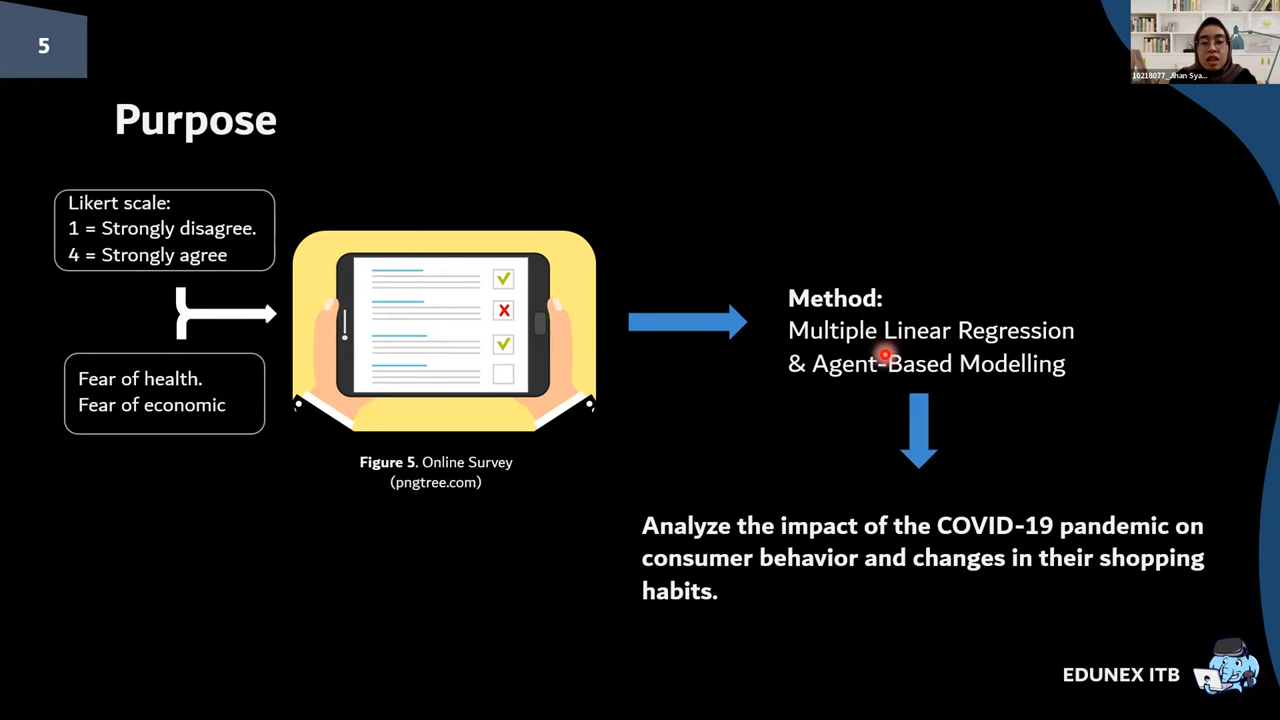 5
10218077_Jihan Sya...
Purpose
Likert scale:
1 = Strongly disagree.
4 = Strongly agree
Fear of health.
Fear of economic
Figure 5. Online Survey
(pngtree.com)
Method:
Multiple Linear Regression
& Agent-Based Modelling
Analyze the impact of the COVID-19 pandemic on
consumer behavior and changes in their shopping
habits.
EDUNEX ITB